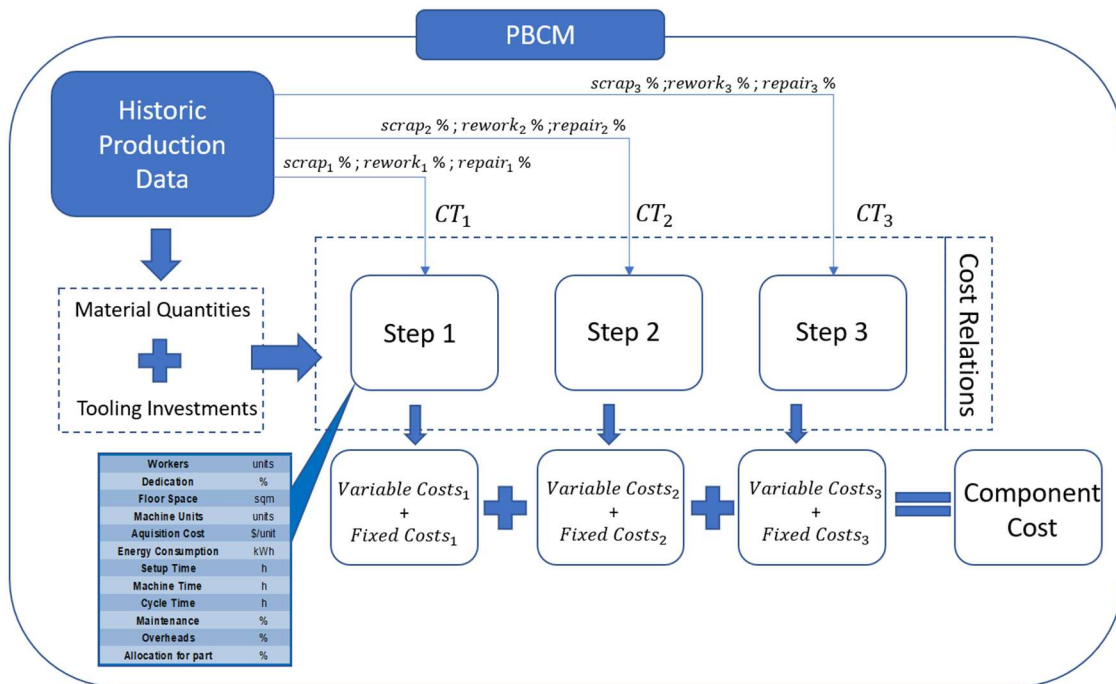 PBCM
Historic
Production
Data
scrap₃ % ;rework₃ % ; repair₃ %
scrap₂ % ; rework₂ % ;repair₂ %
scrap₁ % ; rework₁ % ; repair₁ %
CT₁
CT₂
CT₃
Material Quantities
Tooling Investments
Step 1
Step 2
Step 3
Cost Relations
Workers units
Dedication %
Floor Space sqm
Machine Units units
Aquisition Cost $/unit
Energy Consumption kWh
Setup Time h
Machine Time h
Cycle Time h
Maintenance %
Overheads %
Allocation for part %
Variable Costs₁
+
Fixed Costs₁
Variable Costs₂
+
Fixed Costs₂
Variable Costs₃
+
Fixed Costs₃
Component
Cost